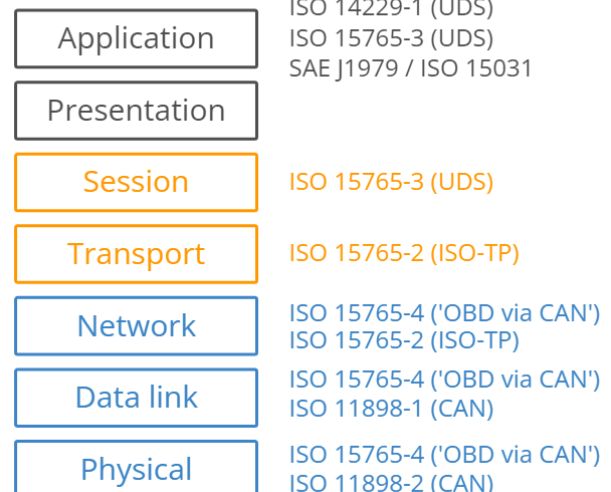 ISO 14229-1 (UDS)
Application
ISO 15765-3 (UDS)
SAE J1979 / ISO 15031
Presentation
Session
ISO 15765-3 (UDS)
Transport
ISO 15765-2 (ISO-TP)
Network
ISO 15765-4 ('OBD via CAN')
ISO 15765-2 (ISO-TP)
Data link
ISO 15765-4 ('OBD via CAN')
ISO 11898-1 (CAN)
Physical
ISO 15765-4 ('OBD via CAN')
ISO 11898-2 (CAN)